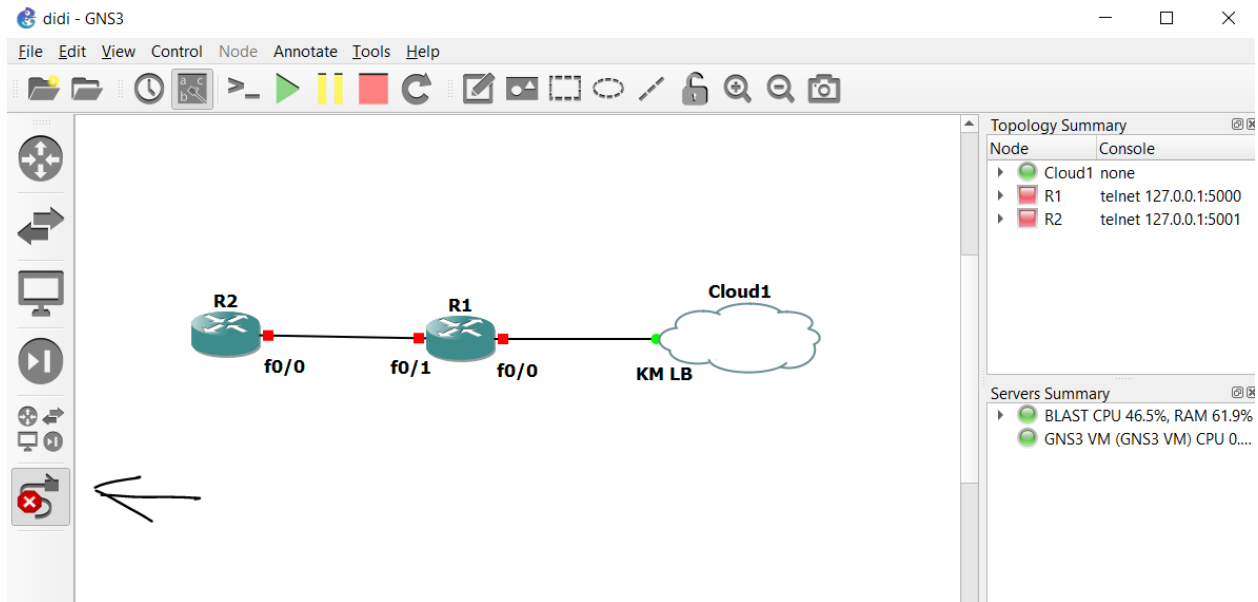 didi - GNS3
File Edit View Control Node Annotate Tools Help
Topology Summary
Node Console
Cloud1 none
R1 telnet 127.0.0.1:5000
R2 telnet 127.0.0.1:5001
R2
R1
Cloud1
f0/0
f0/1
f0/0
KM LB
Servers Summary
BLAST CPU 46.5%, RAM 61.9%
GNS3 VM (GNS3 VM) CPU 0....